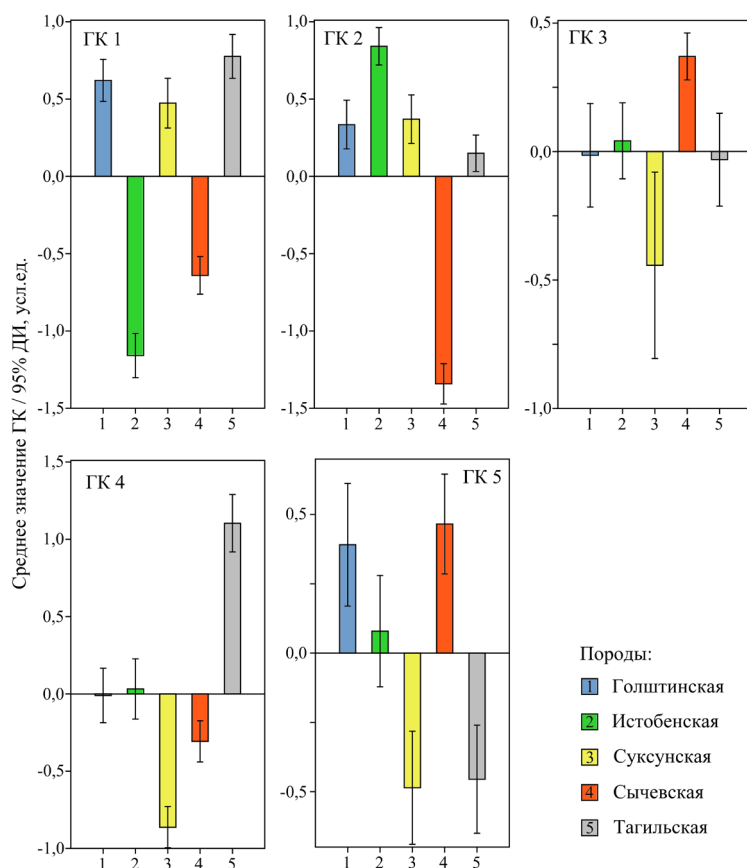 Среднее значение ГК / 95% ДИ, усл.ед.
ГК 1
1,0
0,5
0,0
-0,5
-1,0
-1,5
1 2 3 4 5
ГК 2
1,0
0,5
0,0
-0,5
-1,0
-1,5
1 2 3 4 5
ГК 3
0,5
0,0
-0,5
-1,0
1 2 3 4 5
ГК 4
1,5
1,0
0,5
0,0
-0,5
-1,0
1 2 3 4 5
ГК 5
0,5
0,0
-0,5
1 2 3 4 5
Породы:
1 Голштинская
2 Истобенская
3 Суксунская
4 Сычевская
5 Тагильская